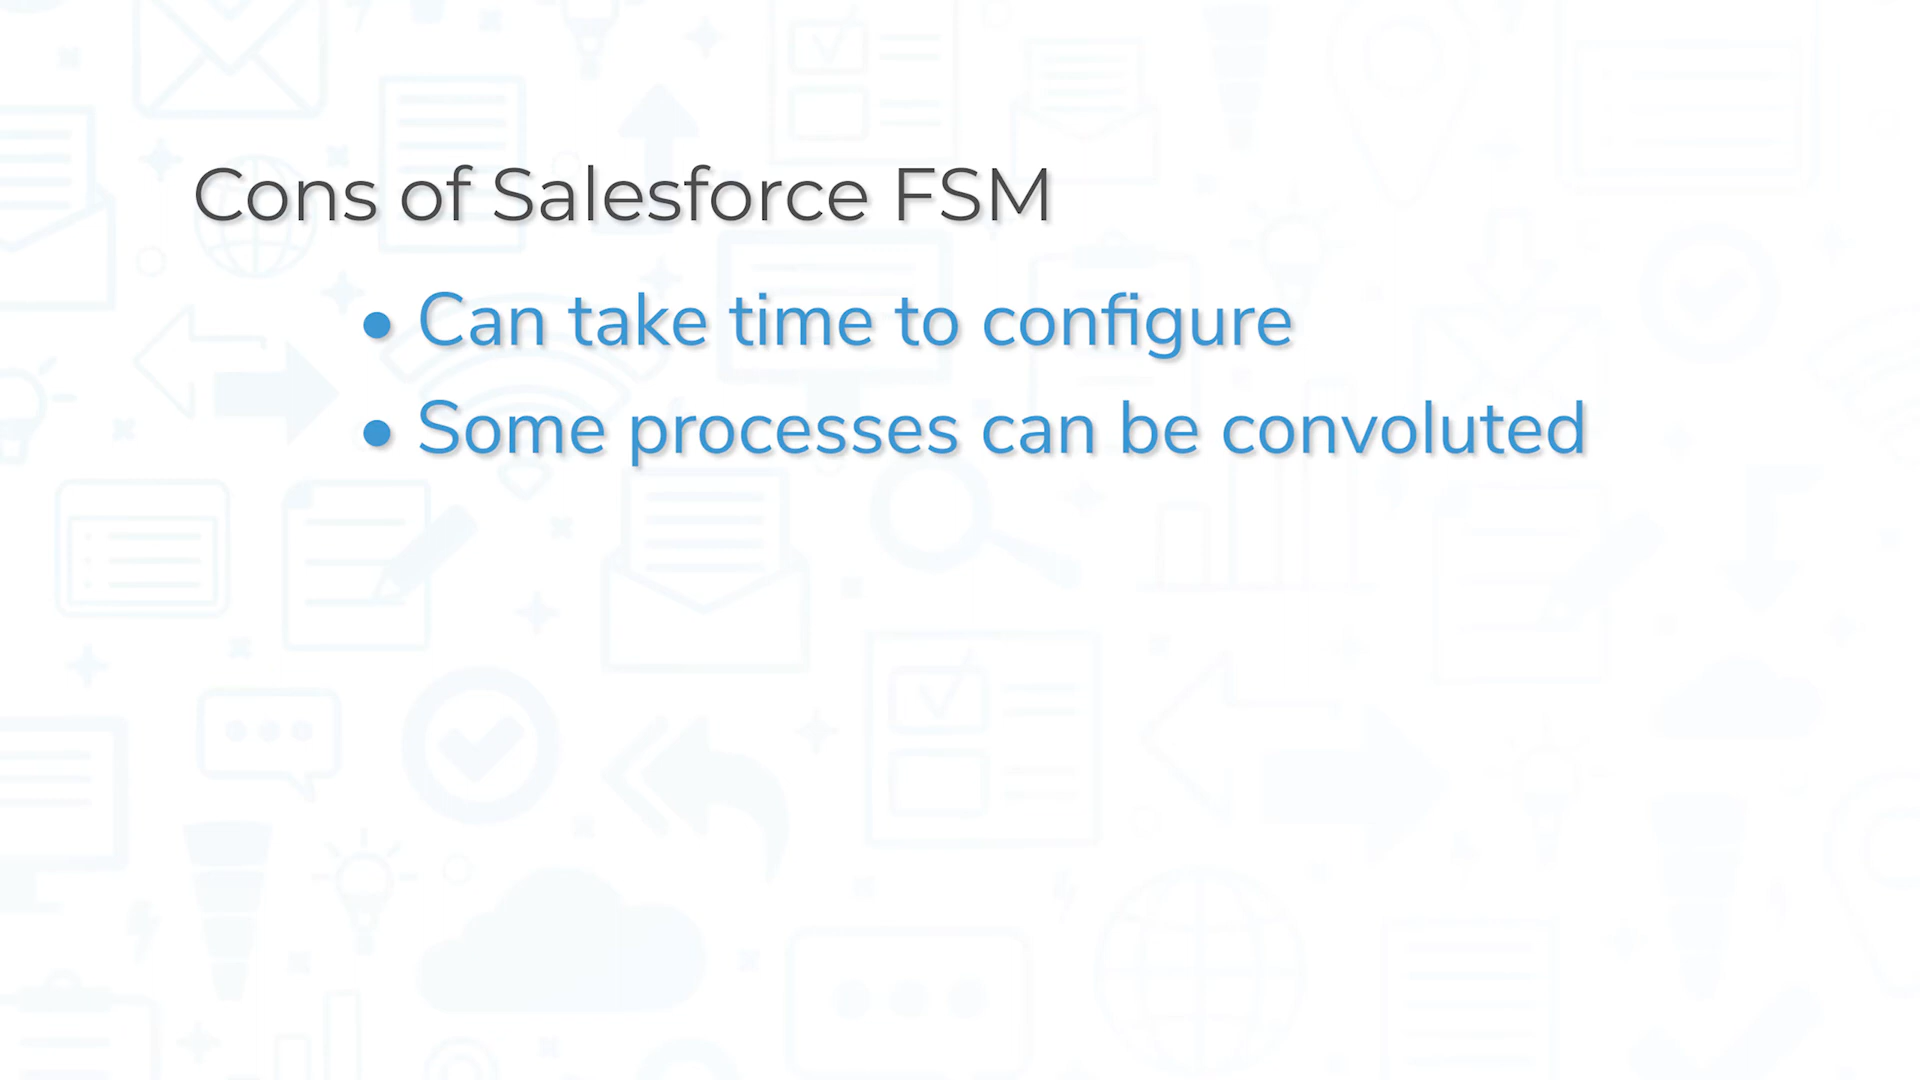 Cons of Salesforce FSM
• Can take time to configure
• Some processes can be convoluted